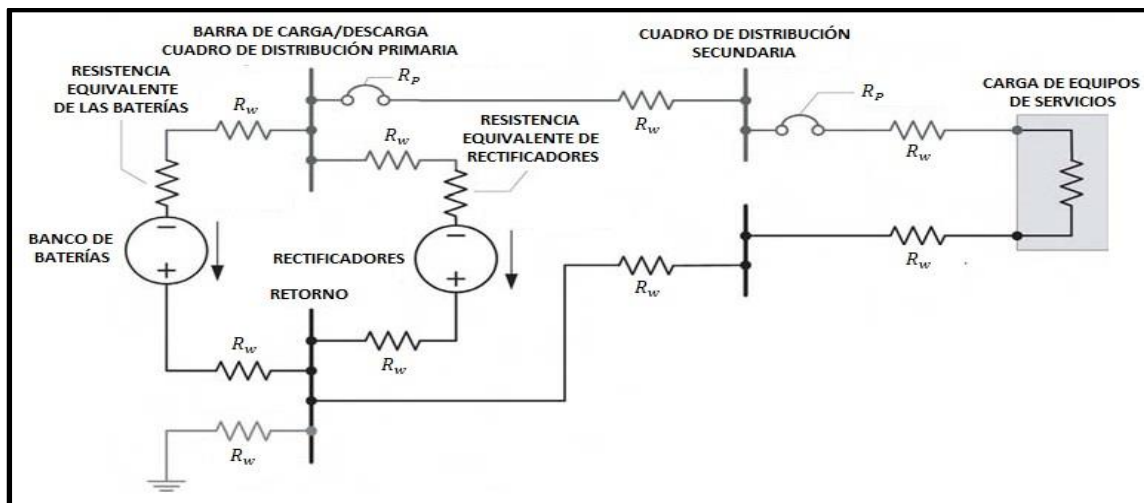 BARRA DE CARGA/DESCARGA
CUADRO DE DISTRIBUCIÓN PRIMARIA
CUADRO DE DISTRIBUCIÓN
SECUNDARIA
RESISTENCIA
EQUIVALENTE
DE LAS BATERÍAS
R_w
R_P
R_w
RESISTENCIA
EQUIVALENTE DE
RECTIFICADORES
R_w
R_P
R_w
CARGA DE EQUIPOS
DE SERVICIOS
BANCO DE
BATERÍAS
−
+
RECTIFICADORES
−
+
RETORNO
R_w
R_w
R_w
R_w
R_w